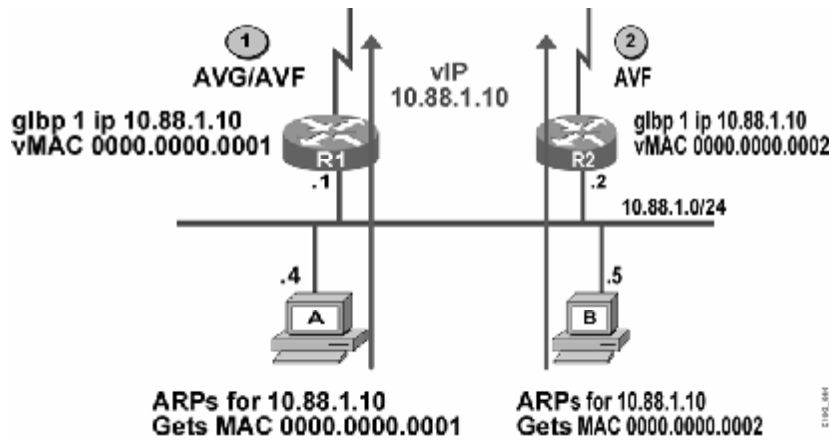 1
AVG/AVF
glbp 1 ip 10.88.1.10
vMAC 0000.0000.0001
R1
.1
vIP
10.88.1.10
2
AVF
glbp 1 ip 10.88.1.10
vMAC 0000.0000.0002
R2
.2
10.88.1.0/24
.4
A
.5
B
ARPs for 10.88.1.10
Gets MAC 0000.0000.0001
ARPs for 10.88.1.10
Gets MAC 0000.0000.0002